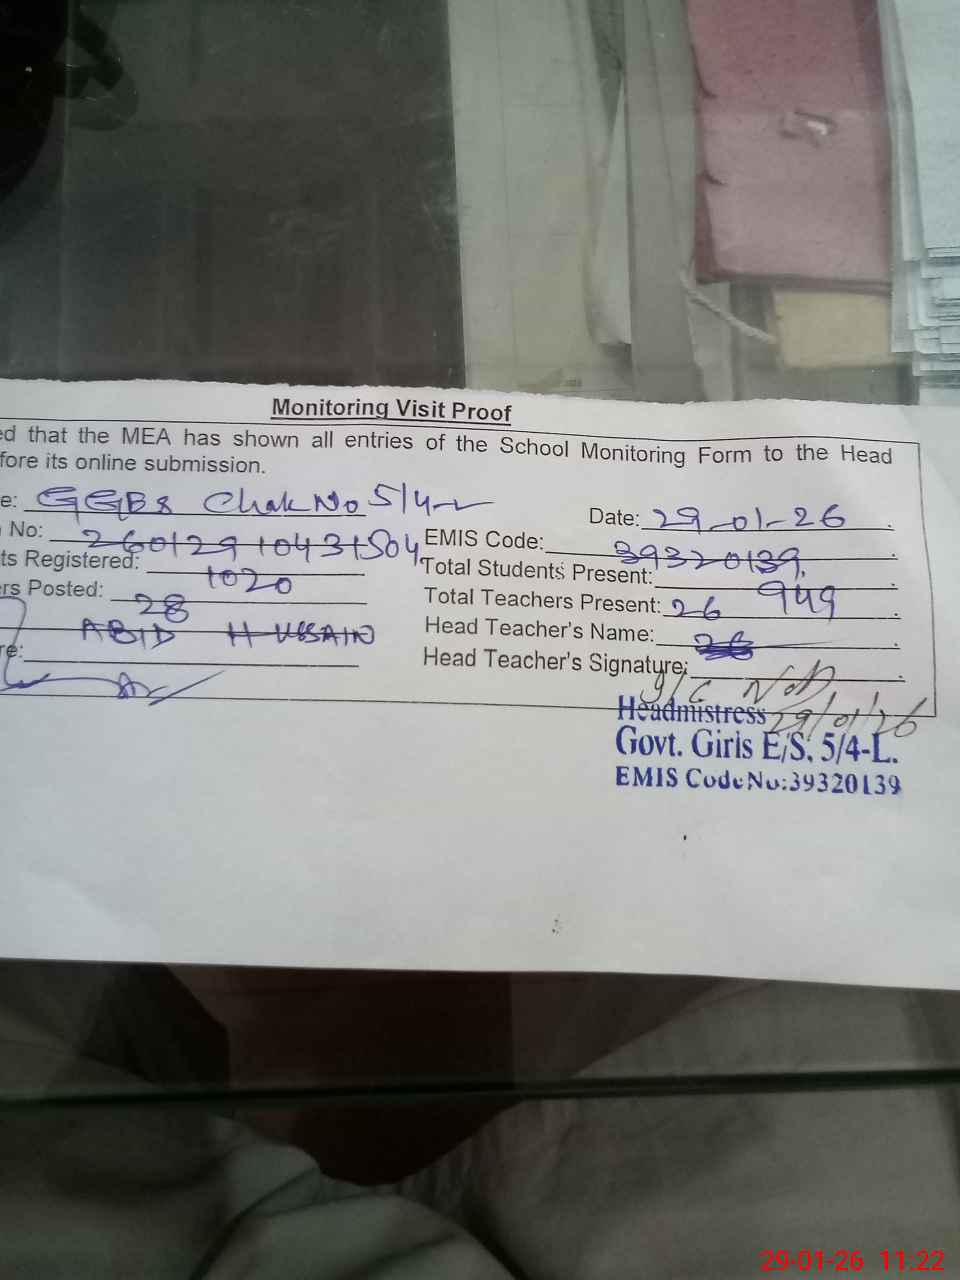 Monitoring Visit Proof
ed that the MEA has shown all entries of the School Monitoring Form to the Head
fore its online submission.
e: GGES Chak No 5/4-L Date: 29-01-26
No: 26012910431504 EMIS Code: 39320139
ts Registered: 1020 Total Students Present: 949
rs Posted: 28 Total Teachers Present: 26
ABID HUSSAIN Head Teacher's Name:
re: Head Teacher's Signature:
29/01/26
Headmistress
Govt. Girls E/S, 5/4-L.
EMIS Code No:39320139
29-01-26 11:22